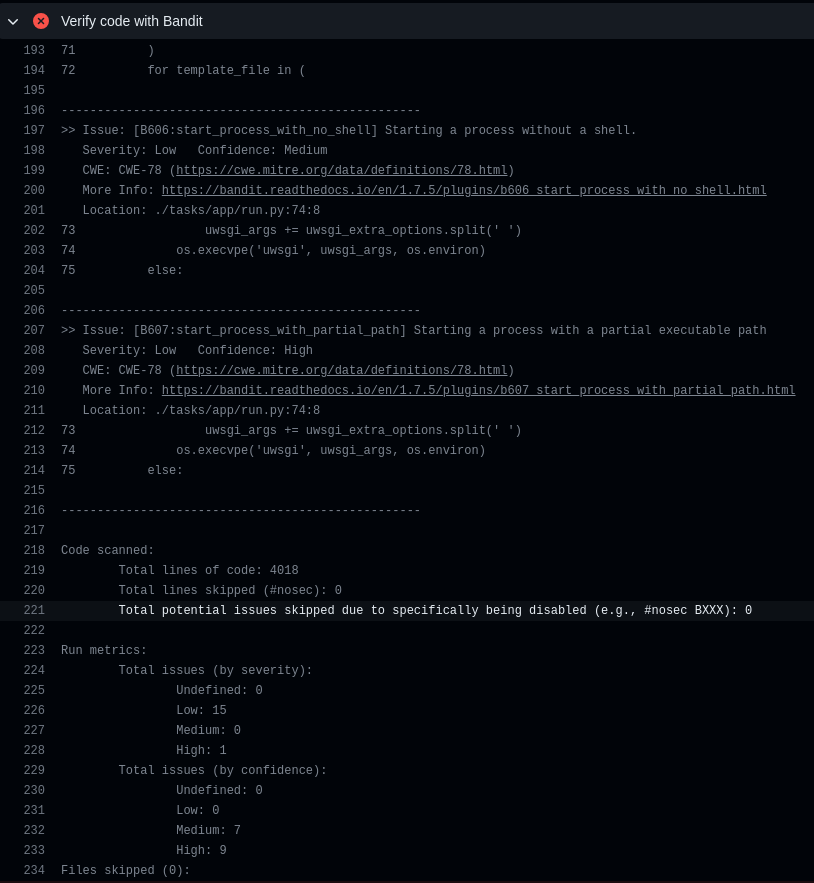 Verify code with Bandit
193 71          )
194 72          for template_file in (
195
196 --------------------------------------------------
197 >> Issue: [B606:start_process_with_no_shell] Starting a process without a shell.
198    Severity: Low   Confidence: Medium
199    CWE: CWE-78 (https://cwe.mitre.org/data/definitions/78.html)
200    More Info: https://bandit.readthedocs.io/en/1.7.5/plugins/b606_start_process_with_no_shell.html
201    Location: ./tasks/app/run.py:74:8
202 73                  uwsgi_args += uwsgi_extra_options.split(' ')
203 74              os.execvpe('uwsgi', uwsgi_args, os.environ)
204 75          else:
205
206 --------------------------------------------------
207 >> Issue: [B607:start_process_with_partial_path] Starting a process with a partial executable path
208    Severity: Low   Confidence: High
209    CWE: CWE-78 (https://cwe.mitre.org/data/definitions/78.html)
210    More Info: https://bandit.readthedocs.io/en/1.7.5/plugins/b607_start_process_with_partial_path.html
211    Location: ./tasks/app/run.py:74:8
212 73                  uwsgi_args += uwsgi_extra_options.split(' ')
213 74              os.execvpe('uwsgi', uwsgi_args, os.environ)
214 75          else:
215
216 --------------------------------------------------
217
218 Code scanned:
219         Total lines of code: 4018
220         Total lines skipped (#nosec): 0
221         Total potential issues skipped due to specifically being disabled (e.g., #nosec BXXX): 0
222
223 Run metrics:
224         Total issues (by severity):
225                 Undefined: 0
226                 Low: 15
227                 Medium: 0
228                 High: 1
229         Total issues (by confidence):
230                 Undefined: 0
231                 Low: 0
232                 Medium: 7
233                 High: 9
234 Files skipped (0):